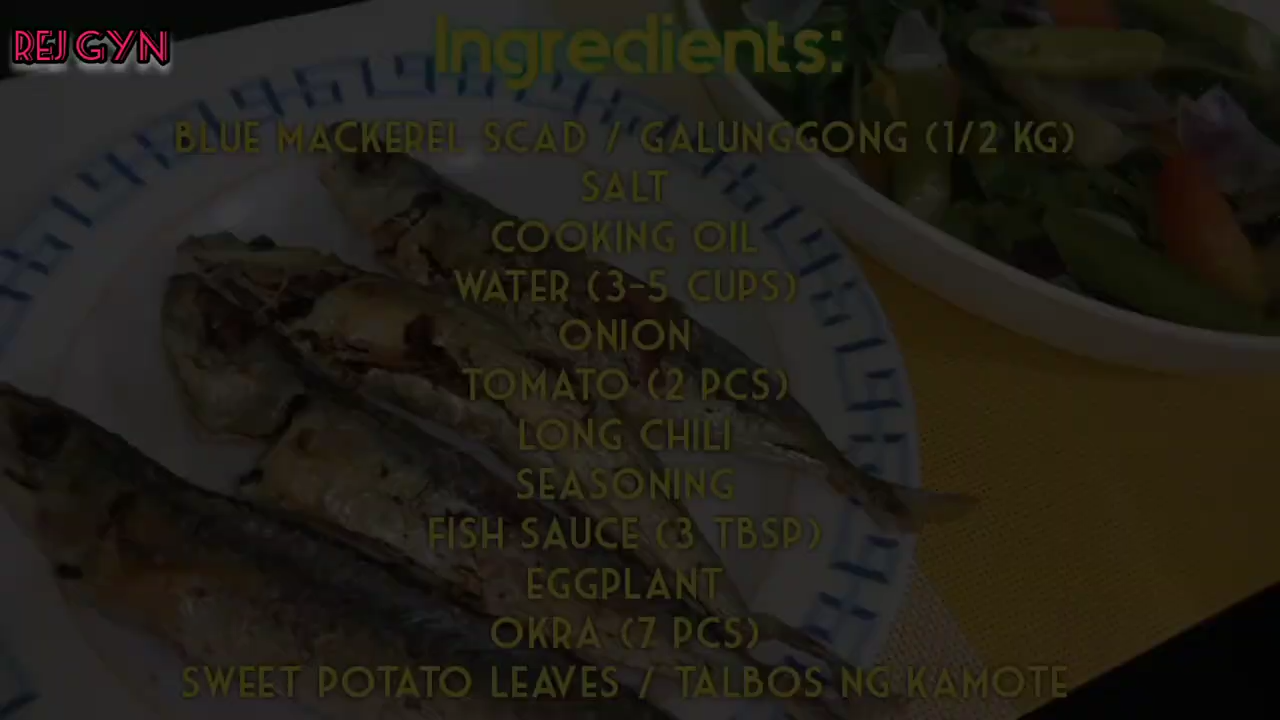 REJ GYN
Ingredients:
BLUE MACKEREL SCAD / GALUNGGONG (1/2 KG)
SALT
COOKING OIL
WATER (3-5 CUPS)
ONION
TOMATO (2 PCS)
LONG CHILI
SEASONING
FISH SAUCE (3 TBSP)
EGGPLANT
OKRA (7 PCS)
SWEET POTATO LEAVES / TALBOS NG KAMOTE